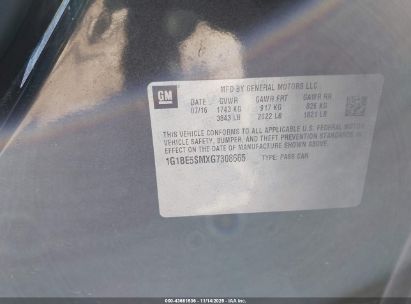 MFD BY GENERAL MOTORS LLC
GM
DATE GVWR GAWR FRT GAWR RR
07/16 1743 KG 917 KG 826 KG
3843 LB 2022 LB 1821 LB
THIS VEHICLE CONFORMS TO ALL APPLICABLE U.S. FEDERAL MOTOR
VEHICLE SAFETY, BUMPER, AND THEFT PREVENTION STANDARDS
IN EFFECT ON THE DATE OF MANUFACTURE SHOWN ABOVE.
1G1BE5SMXG7308665 TYPE: PASS CAR